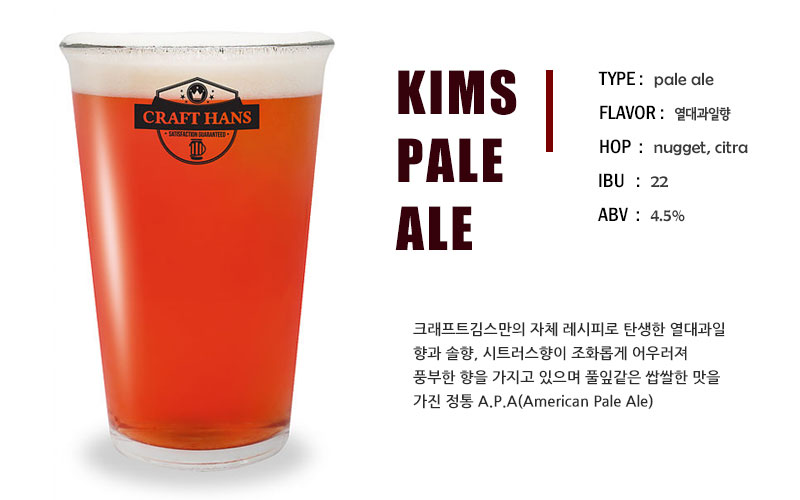 CRAFT HANS
• SATISFACTION GUARANTEED •
KIMS
PALE
ALE
TYPE : pale ale
FLAVOR : 열대과일향
HOP : nugget, citra
IBU : 22
ABV : 4.5%
크래프트김스만의 자체 레시피로 탄생한 열대과일
향과 솔향, 시트러스향이 조화롭게 어우러져
풍부한 향을 가지고 있으며 풀잎같은 쌉쌀한 맛을
가진 정통 A.P.A(American Pale Ale)